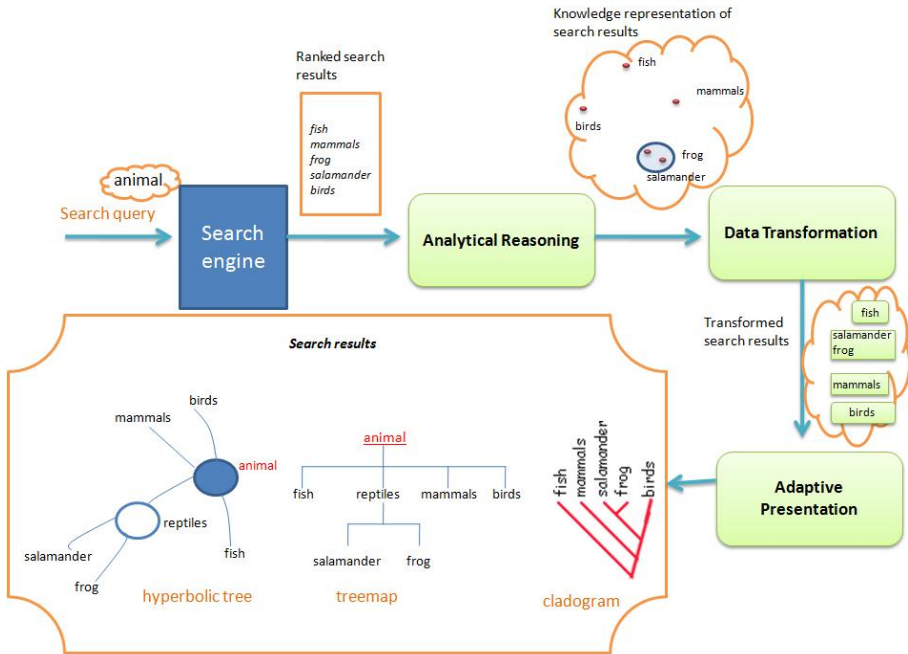 Knowledge representation of
search results
fish
mammals
birds
frog
salamander
Ranked search
results
fish
mammals
frog
salamander
birds
animal
Search query
Search
engine
Analytical Reasoning
Data Transformation
Transformed
search results
fish
salamander
frog
mammals
birds
Adaptive
Presentation
Search results
birds
mammals
animal
reptiles
salamander
frog
fish
hyperbolic tree
animal
fish
reptiles
mammals
birds
salamander
frog
treemap
fish
mammals
salamander
frog
birds
cladogram